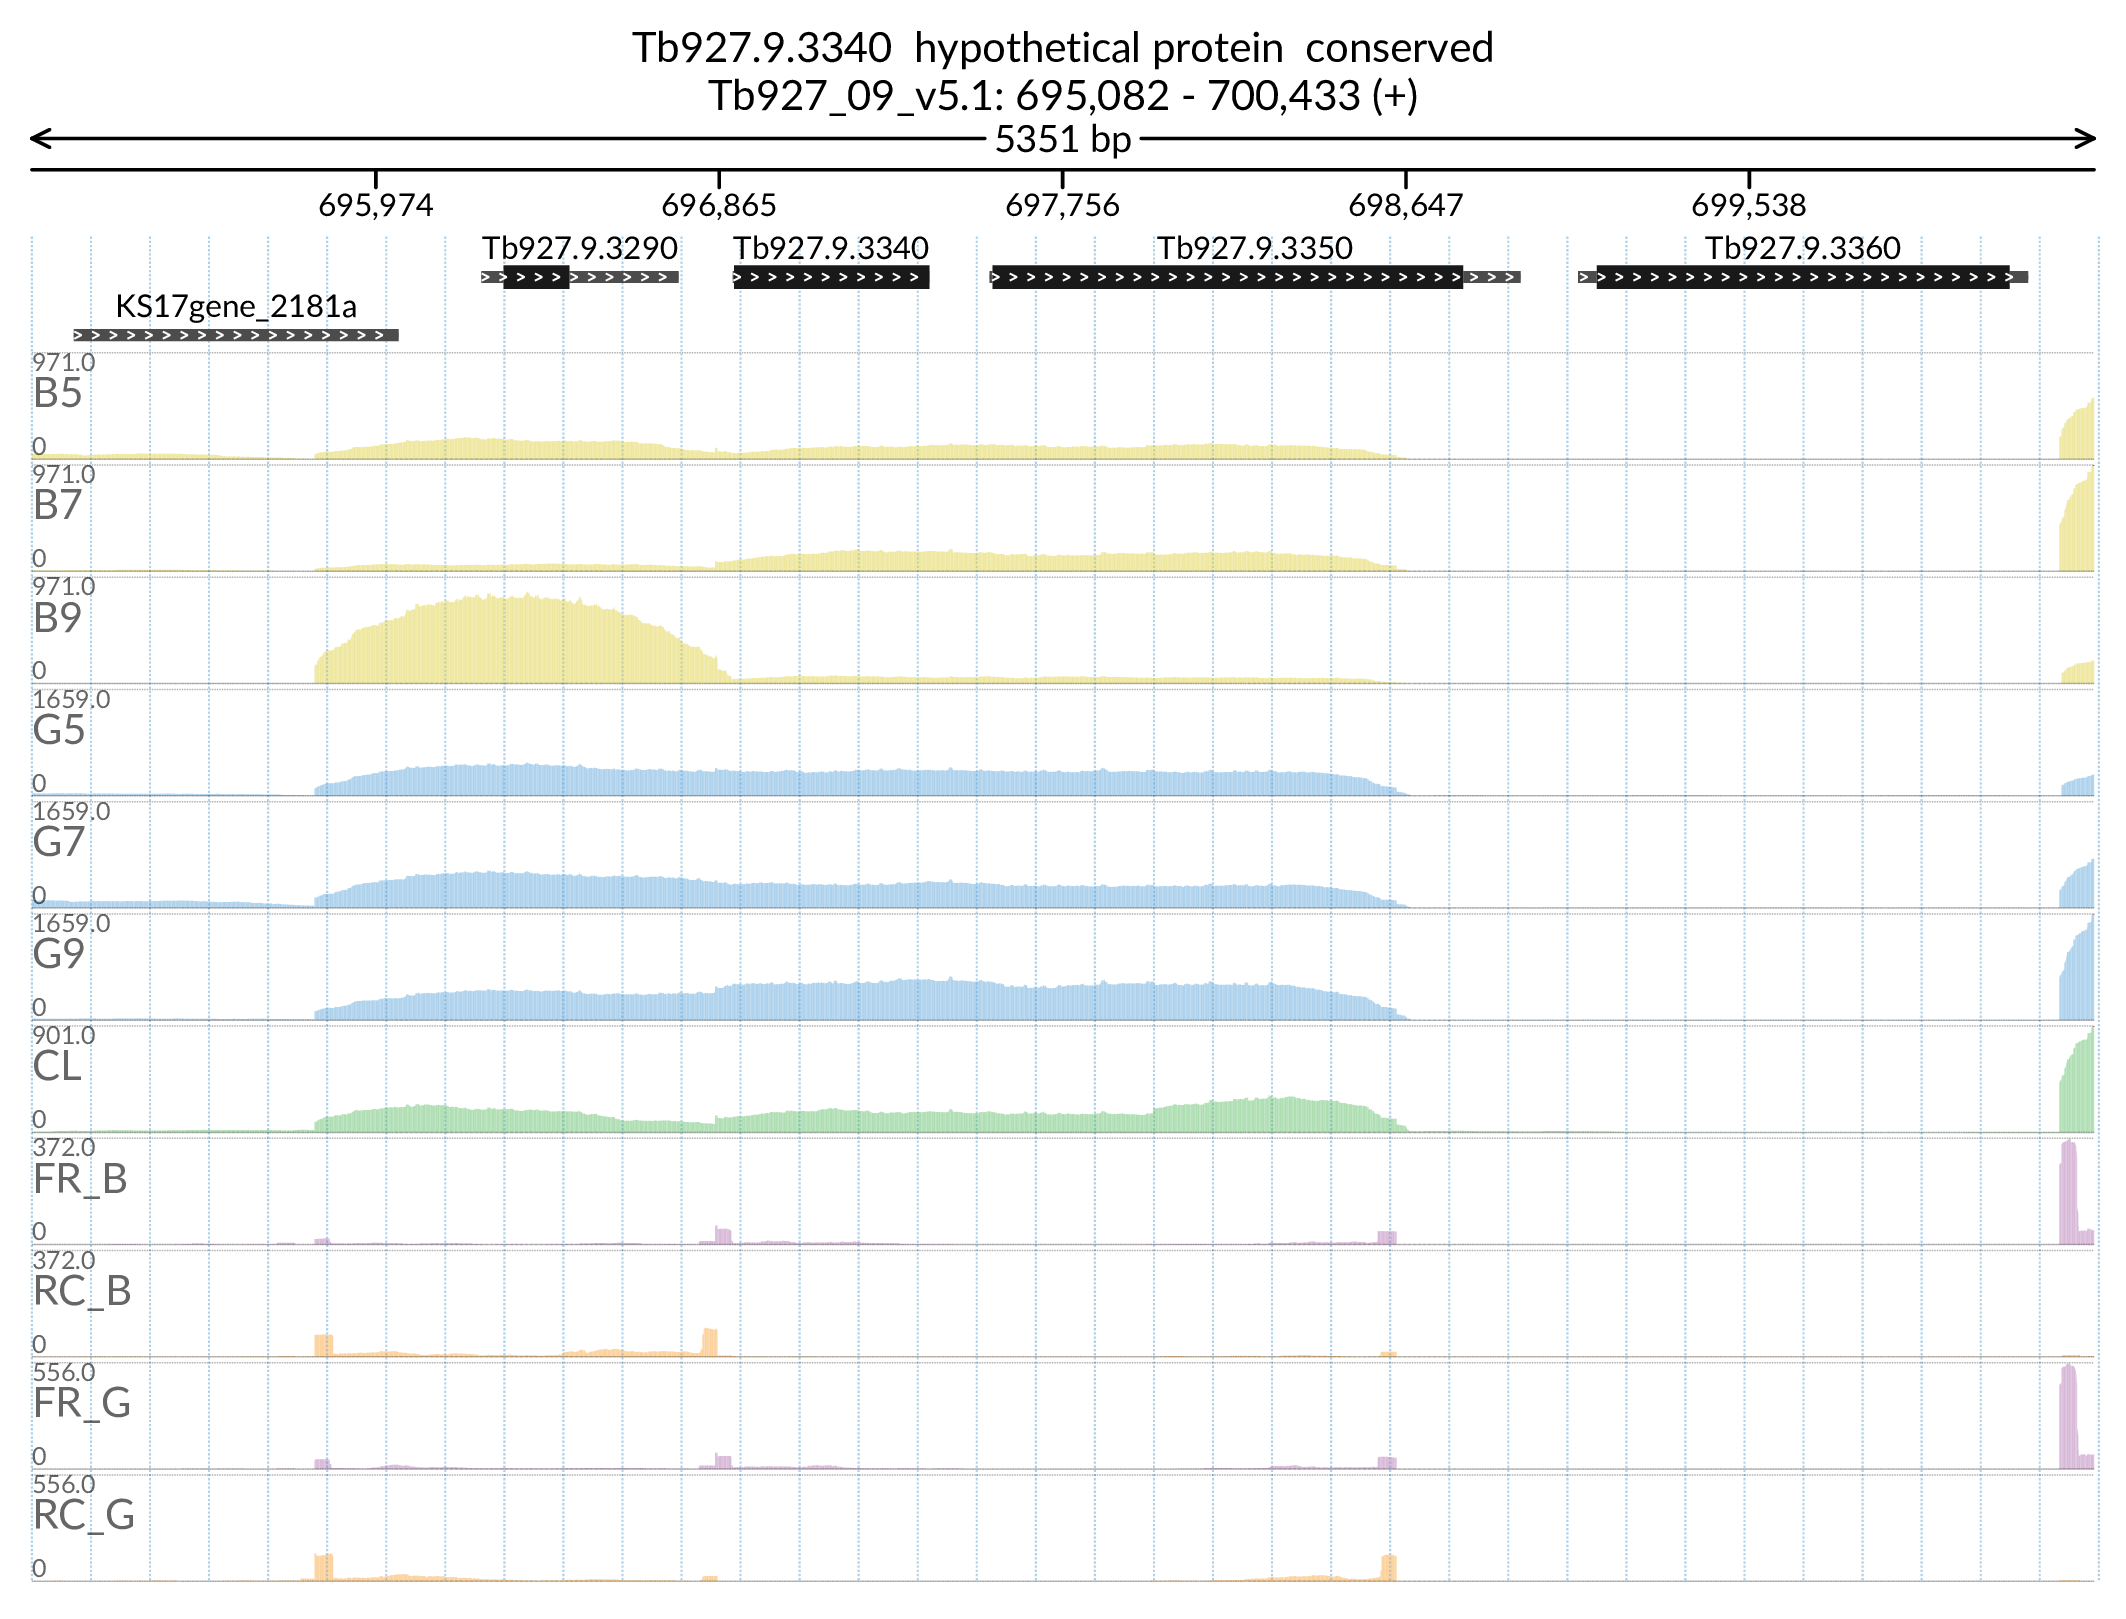 Tb927.9.3340  hypothetical protein  conserved
Tb927_09_v5.1: 695,082 - 700,433 (+)
5351 bp
695,974 696,865 697,756 698,647 699,538
Tb927.9.3290 Tb927.9.3340 Tb927.9.3350 Tb927.9.3360
KS17gene_2181a
971.0
B5
0
971.0
B7
0
971.0
B9
0
1659.0
G5
0
1659.0
G7
0
1659.0
G9
0
901.0
CL
0
372.0
FR_B
0
372.0
RC_B
0
556.0
FR_G
0
556.0
RC_G
0